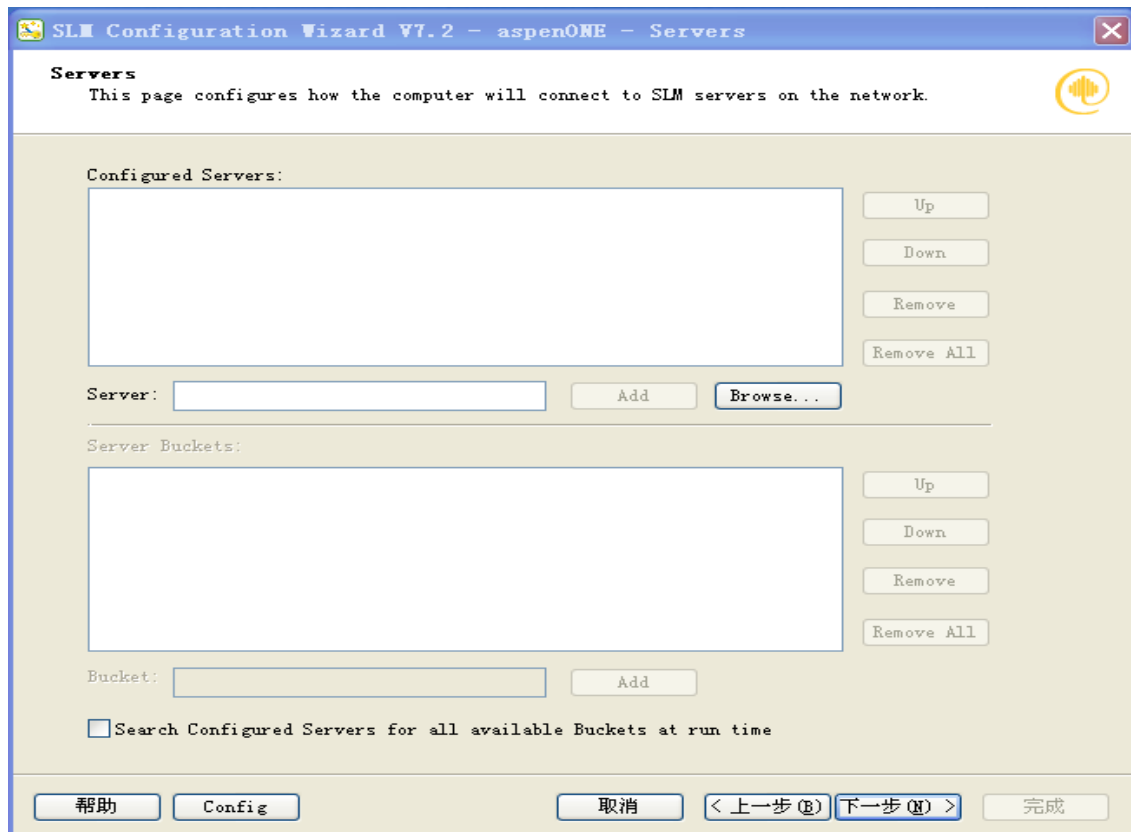 SLM Configuration Wizard V7.2 - aspenONE - Servers
Servers
This page configures how the computer will connect to SLM servers on the network.
Configured Servers:
Up
Down
Remove
Remove All
Server:
Add
Browse...
Server Buckets:
Up
Down
Remove
Remove All
Bucket:
Add
Search Configured Servers for all available Buckets at run time
帮助
Config
取消
< 上一步(B)
下一步(N) >
完成